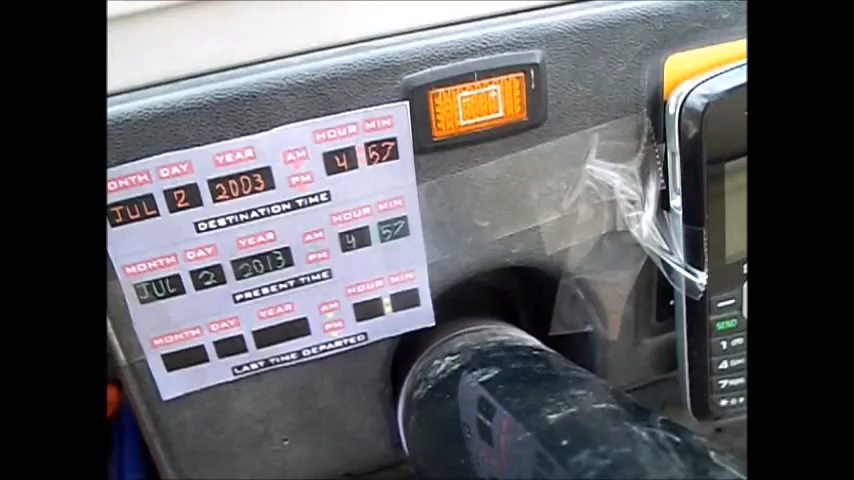 MONTH DAY YEAR AM HOUR MIN
JUL 2 2003 PM 4 57
DESTINATION TIME
MONTH DAY YEAR AM HOUR MIN
JUL 2 2013 PM 4 57
PRESENT TIME
MONTH DAY YEAR AM HOUR MIN
PM
LAST TIME DEPARTED
SEND
1
4
7